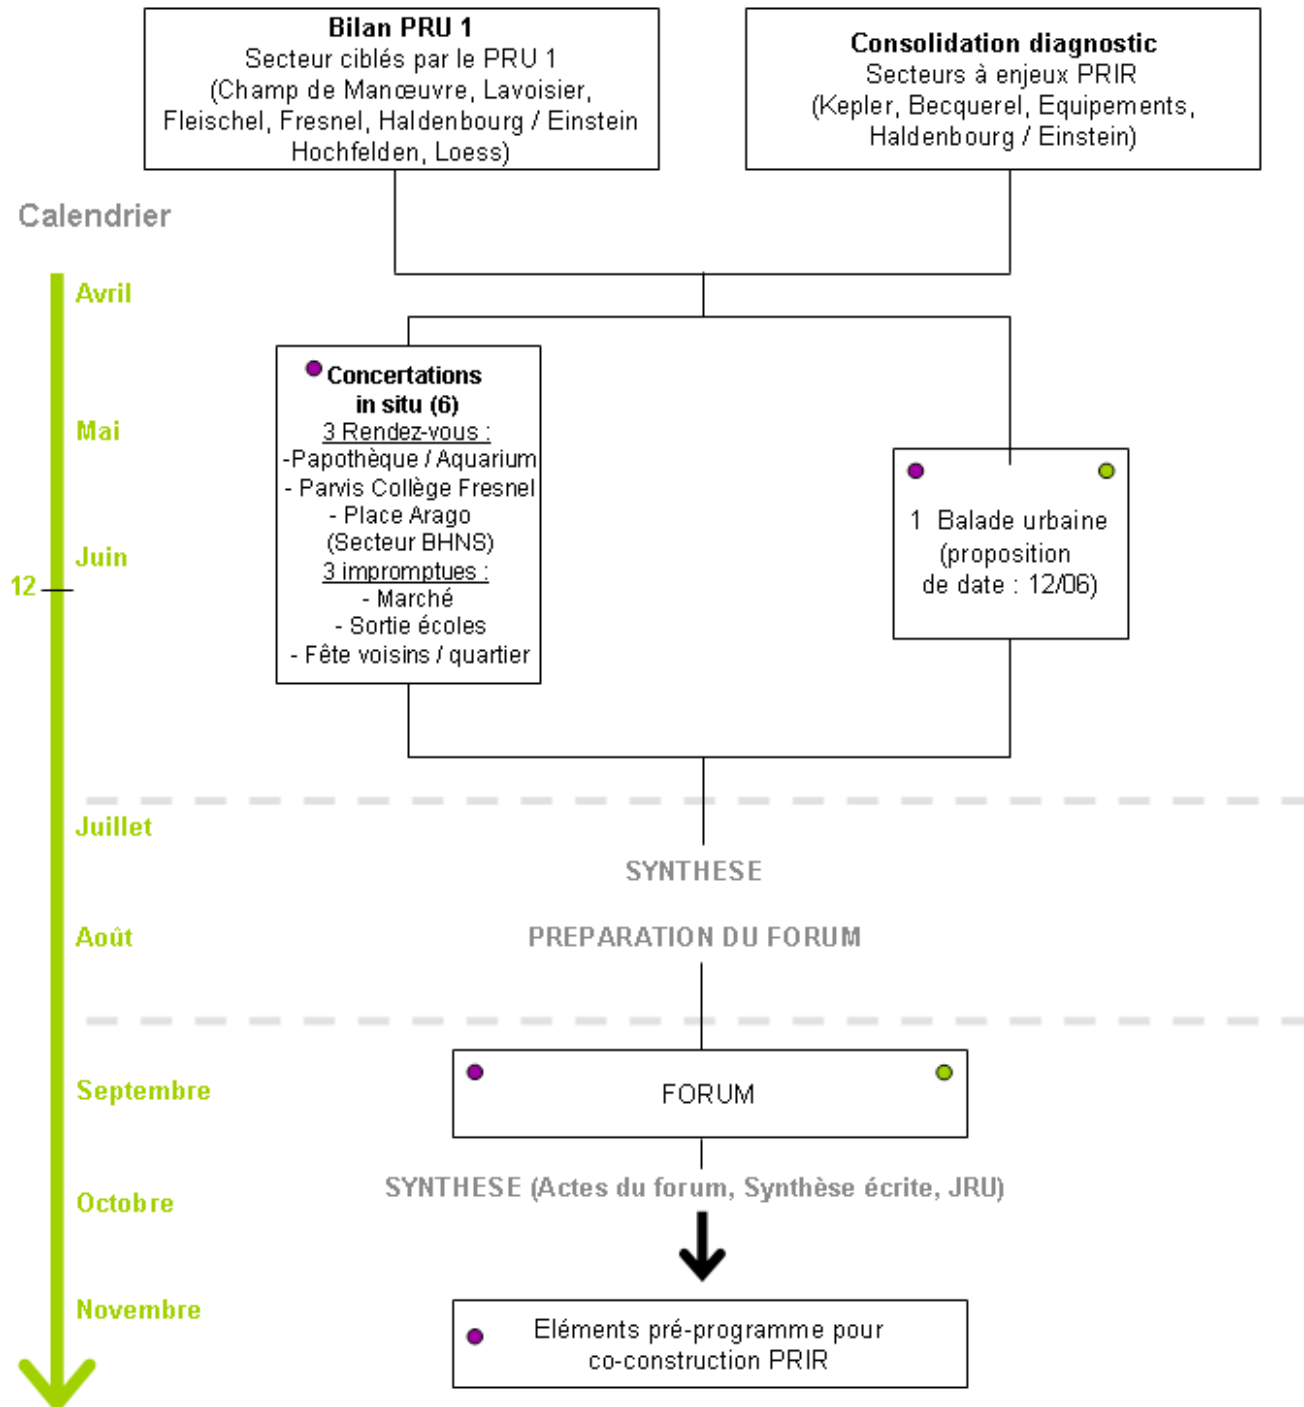 Bilan PRU 1
Secteur ciblés par le PRU 1
(Champ de Manœuvre, Lavoisier,
Fleischel, Fresnel, Haldenbourg / Einstein
Hochfelden, Loess)
Consolidation diagnostic
Secteurs à enjeux PRIR
(Kepler, Becquerel, Equipements,
Haldenbourg / Einstein)
Calendrier
Avril
Concertations
in situ (6)
3 Rendez-vous :
-Papothèque / Aquarium
- Parvis Collège Fresnel
- Place Arago
(Secteur BHNS)
3 impromptues :
- Marché
- Sortie écoles
- Fête voisins / quartier
Mai
1 Balade urbaine
(proposition
de date : 12/06)
Juin
12
Juillet
SYNTHESE
Août
PREPARATION DU FORUM
Septembre
FORUM
SYNTHESE (Actes du forum, Synthèse écrite, JRU)
Octobre
Novembre
Eléments pré-programme pour
co-construction PRIR